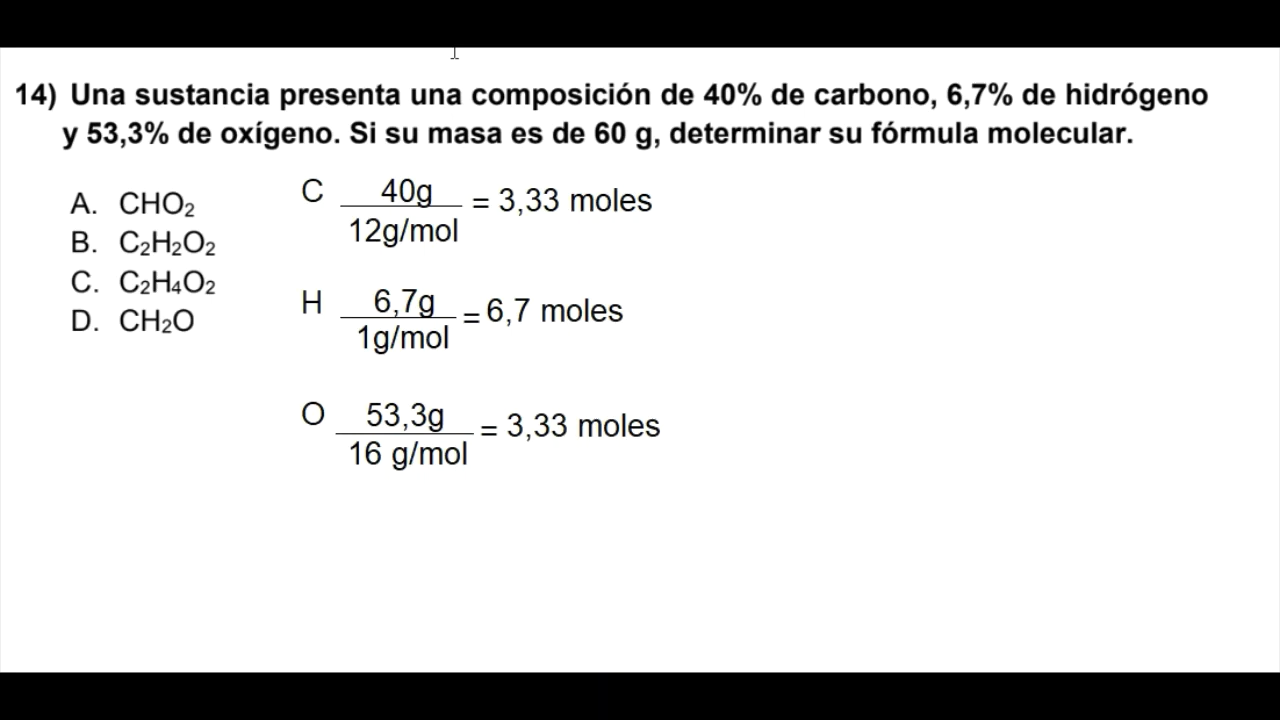 14) Una sustancia presenta una composición de 40% de carbono, 6,7% de hidrógeno
y 53,3% de oxígeno. Si su masa es de 60 g, determinar su fórmula molecular.
A. CHO₂
B. C₂H₂O₂
C. C₂H₄O₂
D. CH₂O
C 40g
= 3,33 moles
12g/mol
H 6,7g
= 6,7 moles
1g/mol
O 53,3g
= 3,33 moles
16 g/mol